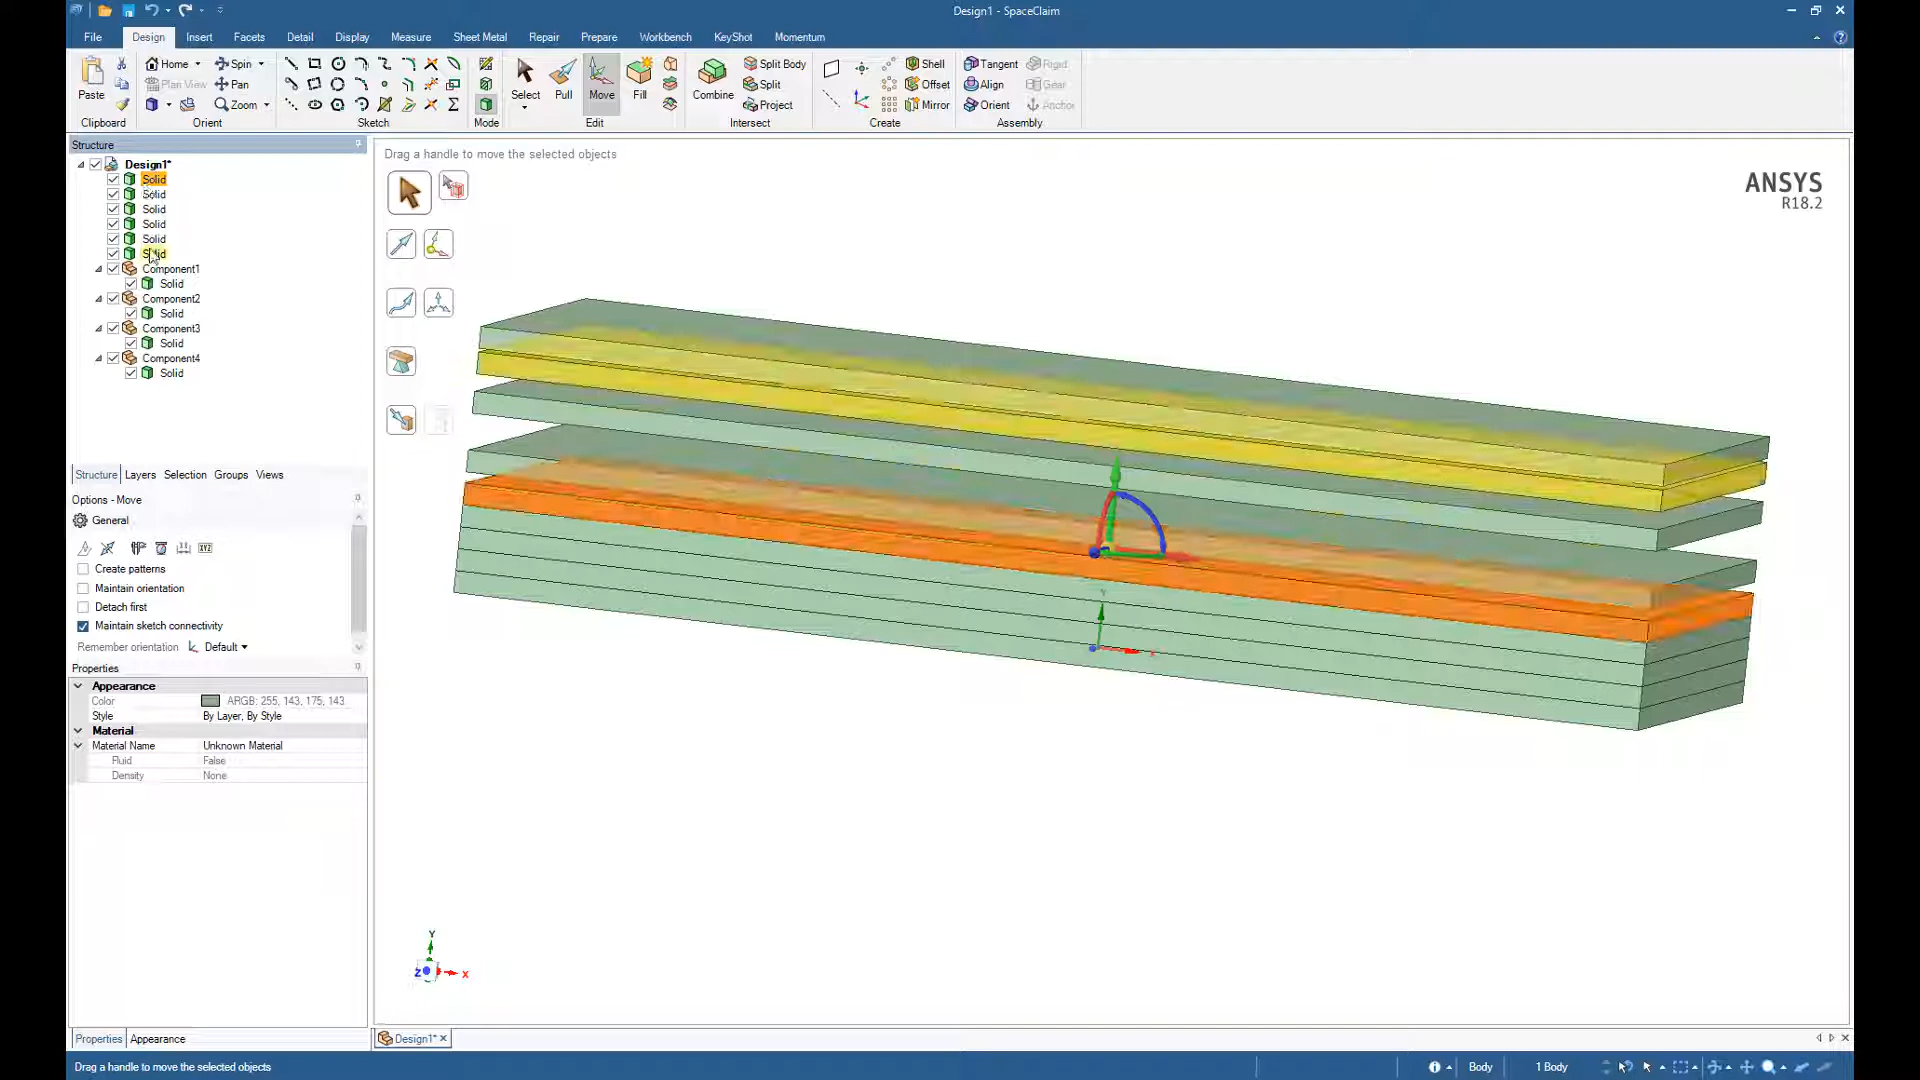 Design1 - SpaceClaim
File Design Insert Facets Detail Display Measure Sheet Metal Repair Prepare Workbench KeyShot Momentum
Paste
Clipboard
Home Spin
Plan View Pan
Zoom
Orient
Sketch
Mode
Select Pull Move Fill
Edit
Combine
Split Body
Split
Project
Intersect
Shell
Offset
Mirror
Create
Tangent Rigid
Align Gear
Orient Anchor
Assembly
Structure
Design1*
Solid
Solid
Solid
Solid
Solid
Solid
Component1
Solid
Component2
Solid
Component3
Solid
Component4
Solid
Structure Layers Selection Groups Views
Options - Move
General
XYZ
Create patterns
Maintain orientation
Detach first
Maintain sketch connectivity
Remember orientation Default
Properties
Appearance
Color ARGB: 255, 143, 175, 143
Style By Layer, By Style
Material
Material Name Unknown Material
Fluid False
Density None
Properties Appearance
Drag a handle to move the selected objects
ANSYS
R18.2
Y
X
Y
Z X
Design1*
Drag a handle to move the selected objects
Body 1 Body